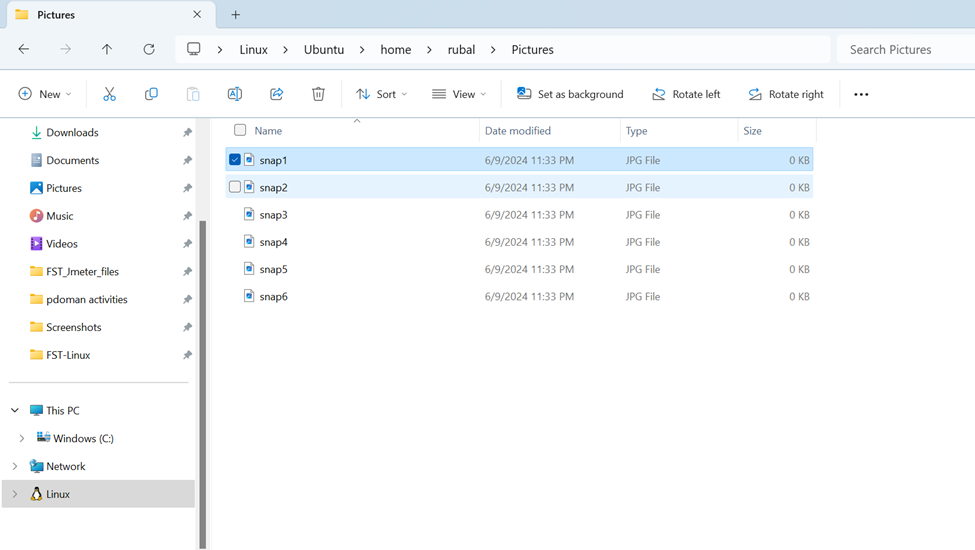 Pictures
Linux Ubuntu home rubal Pictures Search Pictures
New Sort View Set as background Rotate left Rotate right
Downloads
Documents
Pictures
Music
Videos
FST_Jmeter_files
pdoman activities
Screenshots
FST-Linux
This PC
Windows (C:)
Network
Linux
Name Date modified Type Size
snap1 6/9/2024 11:33 PM JPG File 0 KB
snap2 6/9/2024 11:33 PM JPG File 0 KB
snap3 6/9/2024 11:33 PM JPG File 0 KB
snap4 6/9/2024 11:33 PM JPG File 0 KB
snap5 6/9/2024 11:33 PM JPG File 0 KB
snap6 6/9/2024 11:33 PM JPG File 0 KB